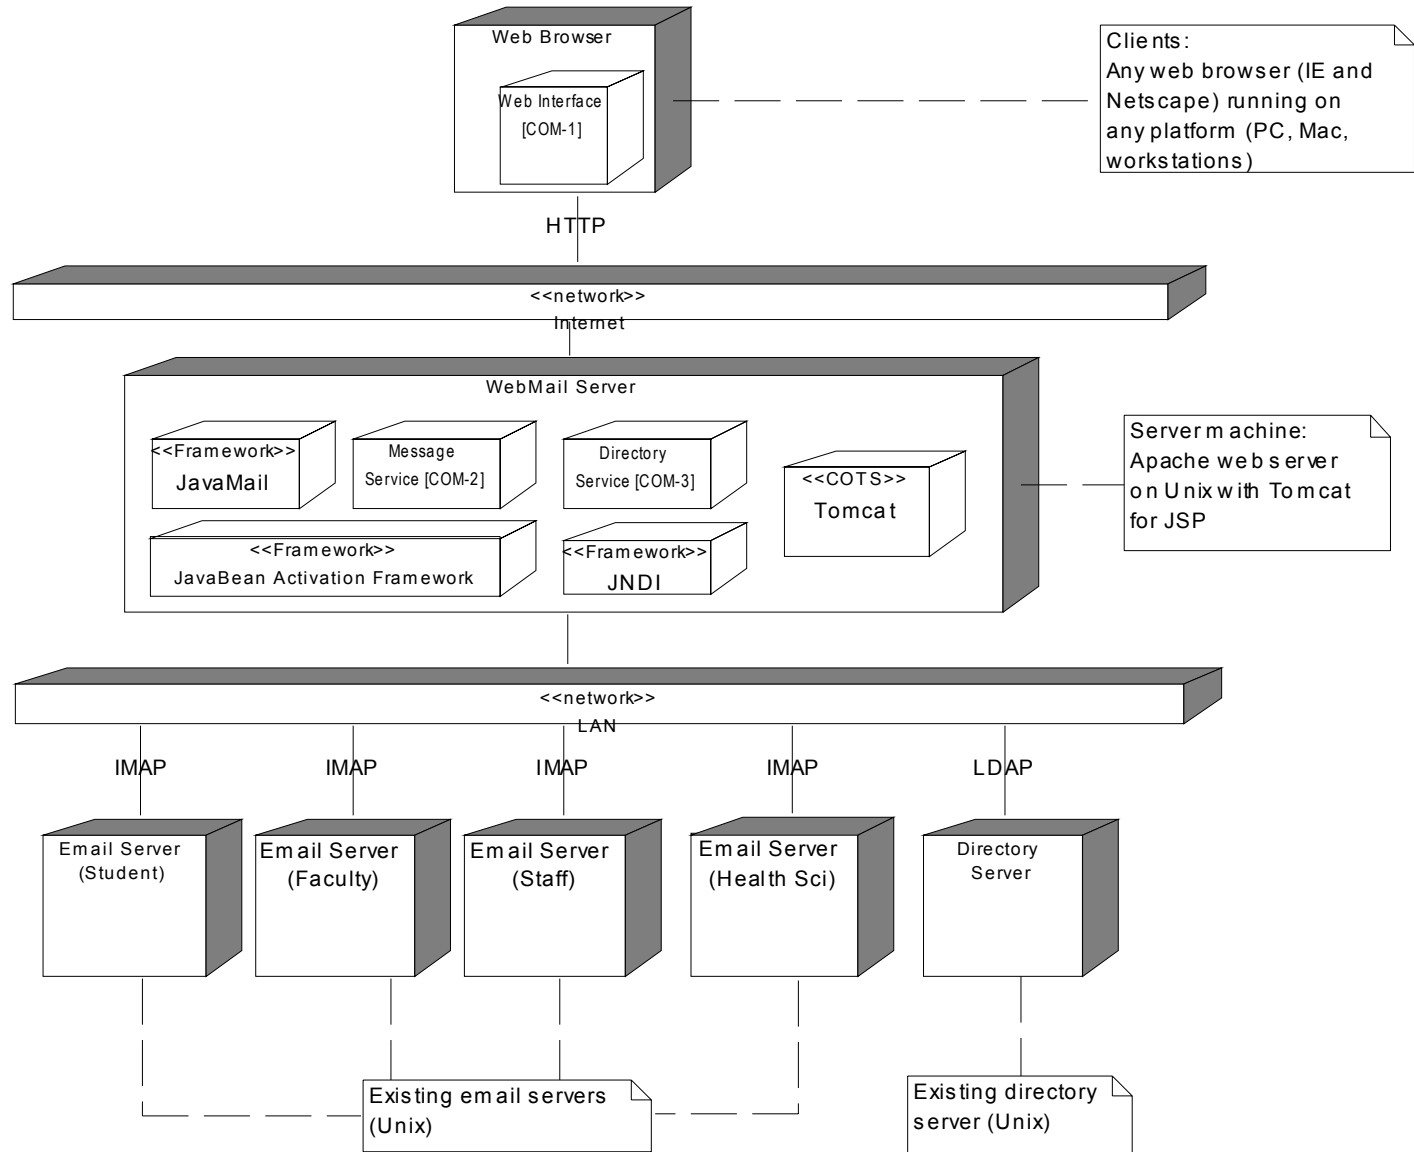 Web Browser
Web Interface
[COM-1]
Clients:
Any web browser (IE and
Netscape) running on
any platform (PC, Mac,
workstations)
HTTP
<<network>>
Internet
WebMail Server
<<Framework>>
JavaMail
Message
Service [COM-2]
Directory
Service [COM-3]
<<COTS>>
Tomcat
<<Framework>>
JavaBean Activation Framework
<<Framework>>
JNDI
Server machine:
Apache web server
on Unix with Tomcat
for JSP
<<network>>
LAN
IMAP
IMAP
IMAP
IMAP
LDAP
Email Server
(Student)
Email Server
(Faculty)
Email Server
(Staff)
Email Server
(Health Sci)
Directory
Server
Existing email servers
(Unix)
Existing directory
server (Unix)